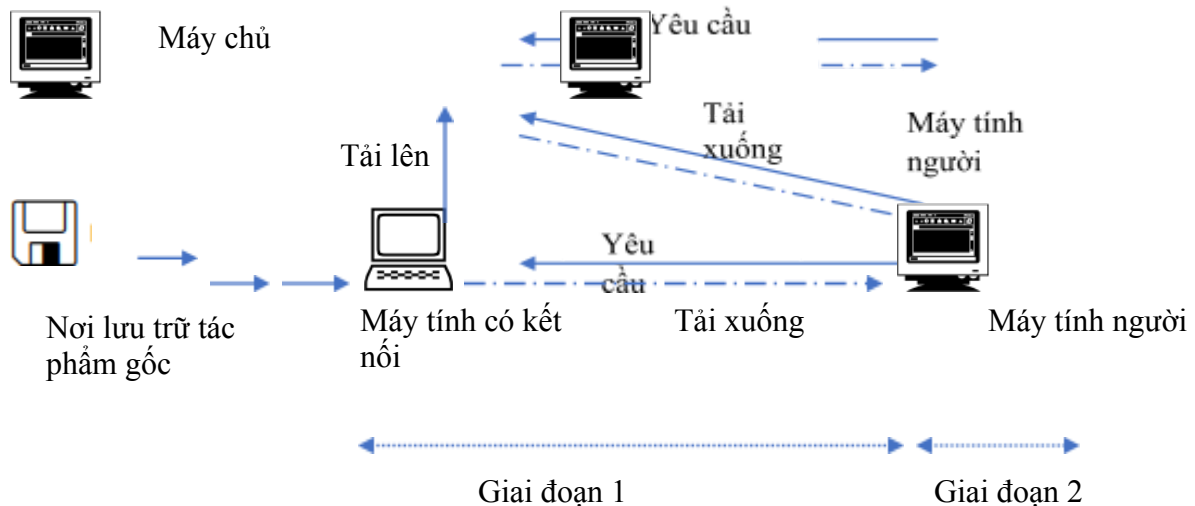 Máy chủ
Yêu cầu
Tải
xuống
Máy tính
người
Tải lên
Yêu
cầu
Nơi lưu trữ tác
phẩm gốc
Máy tính có kết
nối
Tải xuống
Máy tính người
Giai đoạn 1
Giai đoạn 2